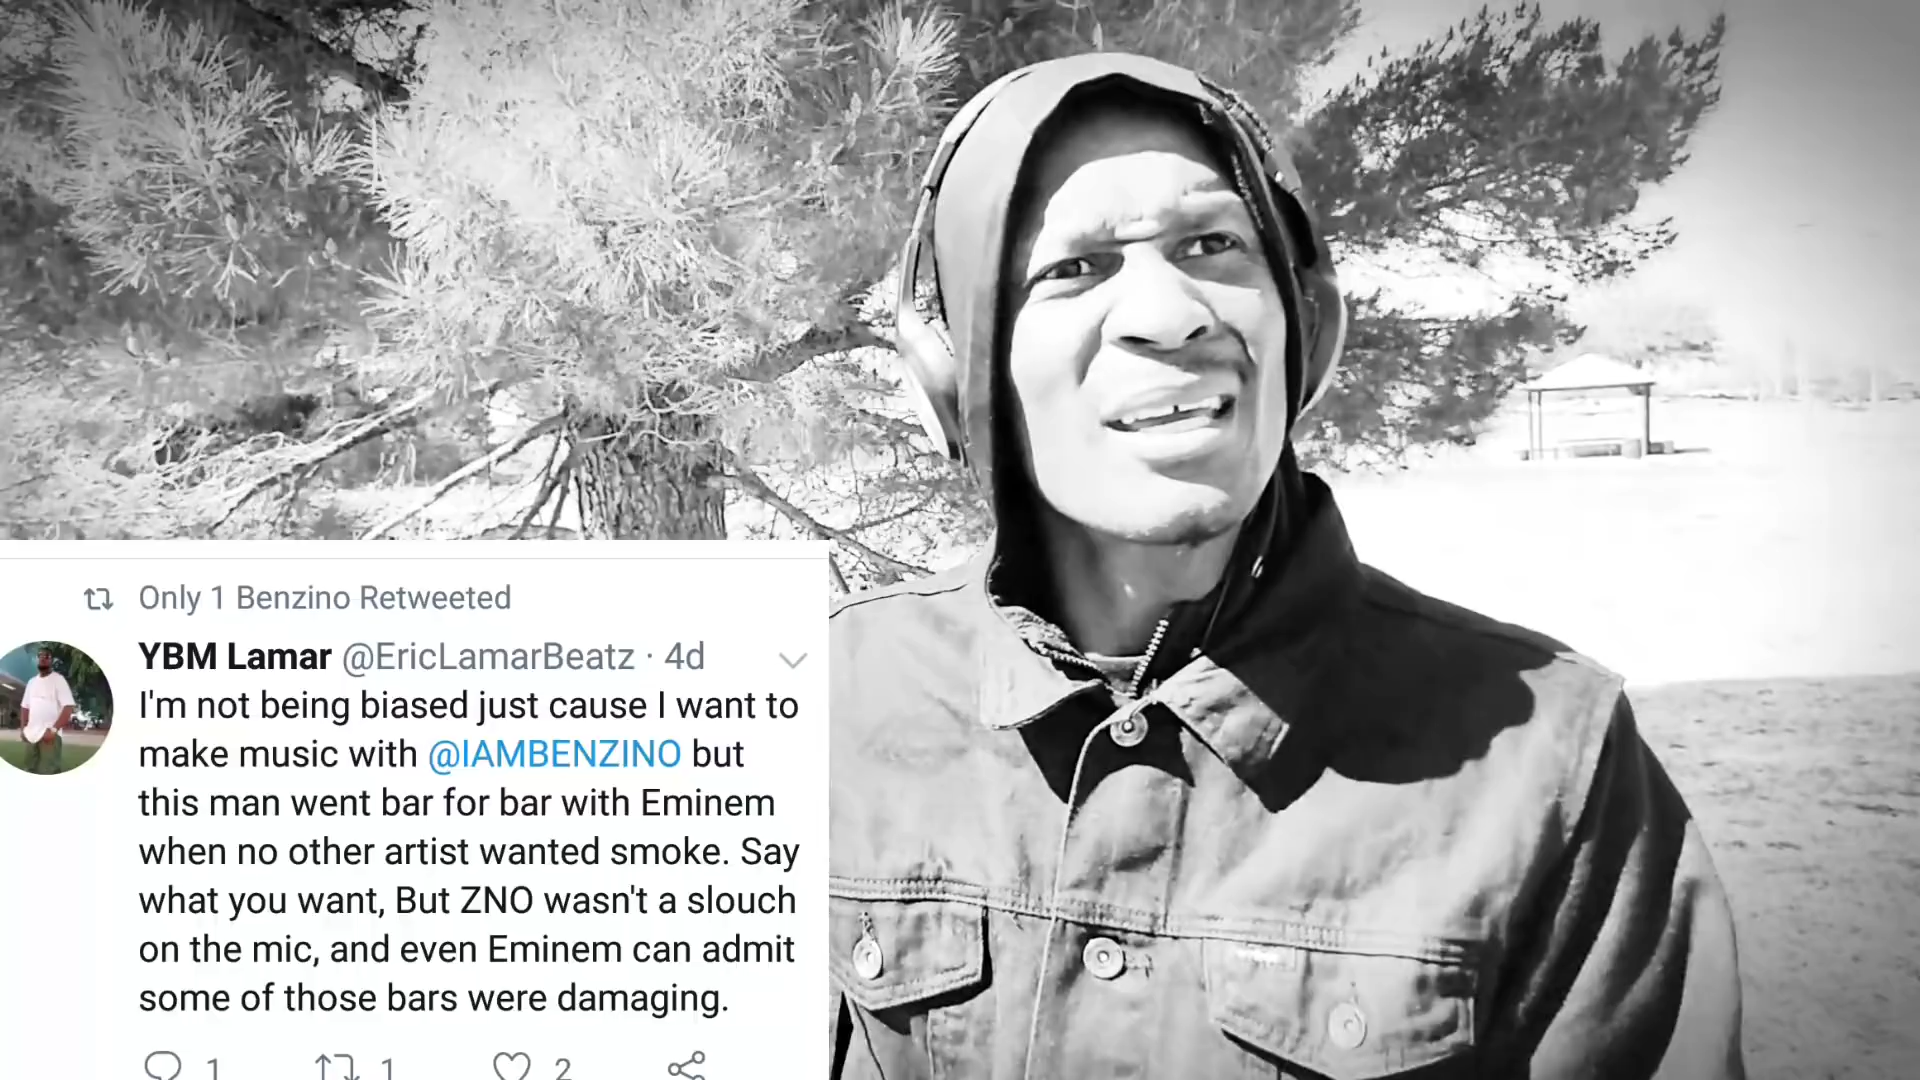 Only 1 Benzino Retweeted
YBM Lamar @EricLamarBeatz · 4d
I'm not being biased just cause I want to
make music with @IAMBENZINO but
this man went bar for bar with Eminem
when no other artist wanted smoke. Say
what you want, But ZNO wasn't a slouch
on the mic, and even Eminem can admit
some of those bars were damaging.
1 1 2